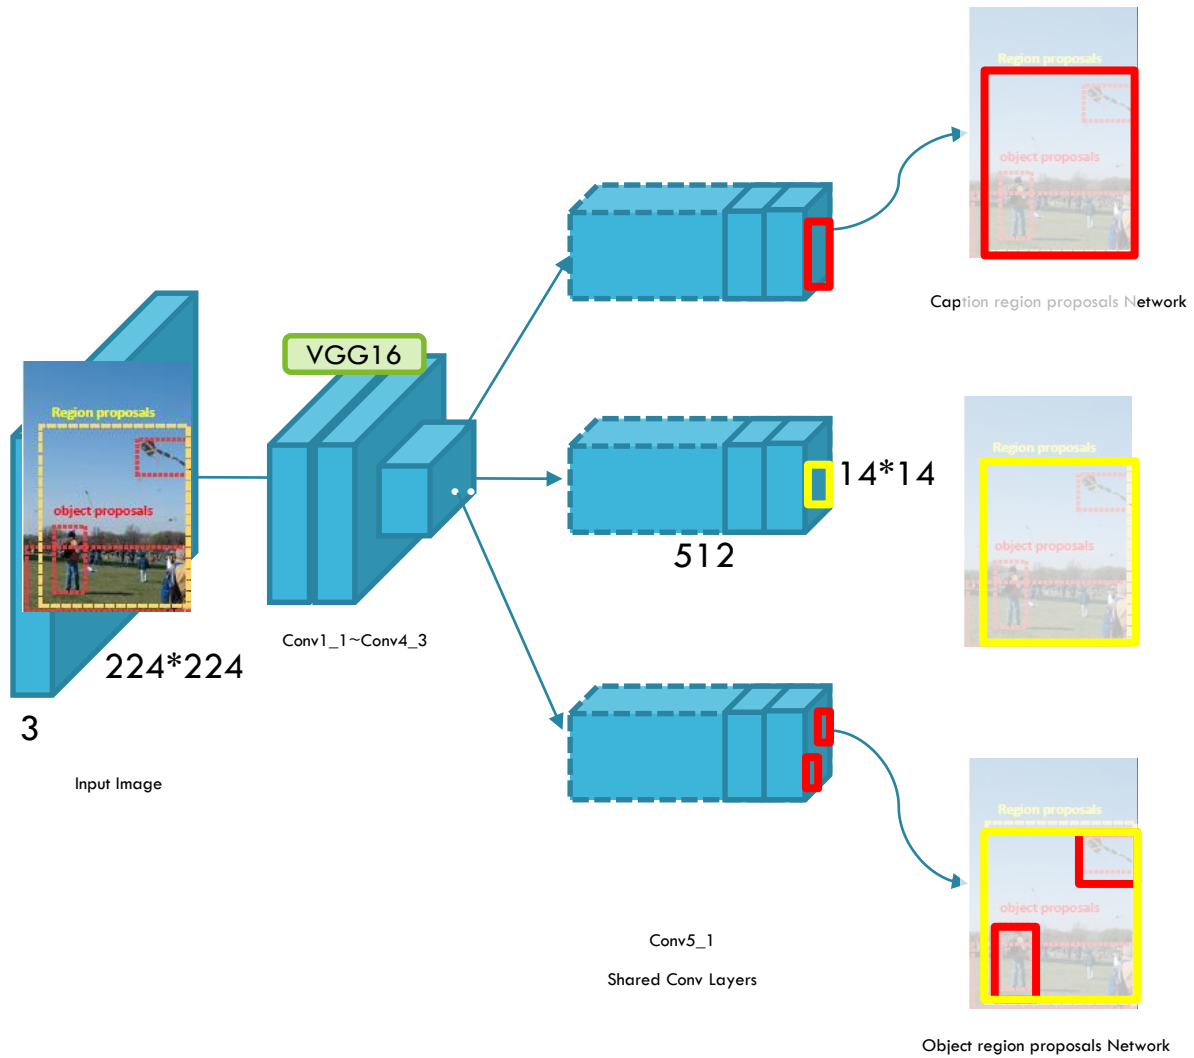 Region proposals
object proposals
Caption region proposals Network
VGG16
Region proposals
object proposals
224*224
3
Input Image
Conv1_1~Conv4_3
14*14
512
Region proposals
object proposals
Region proposals
object proposals
Conv5_1
Shared Conv Layers
Object region proposals Network